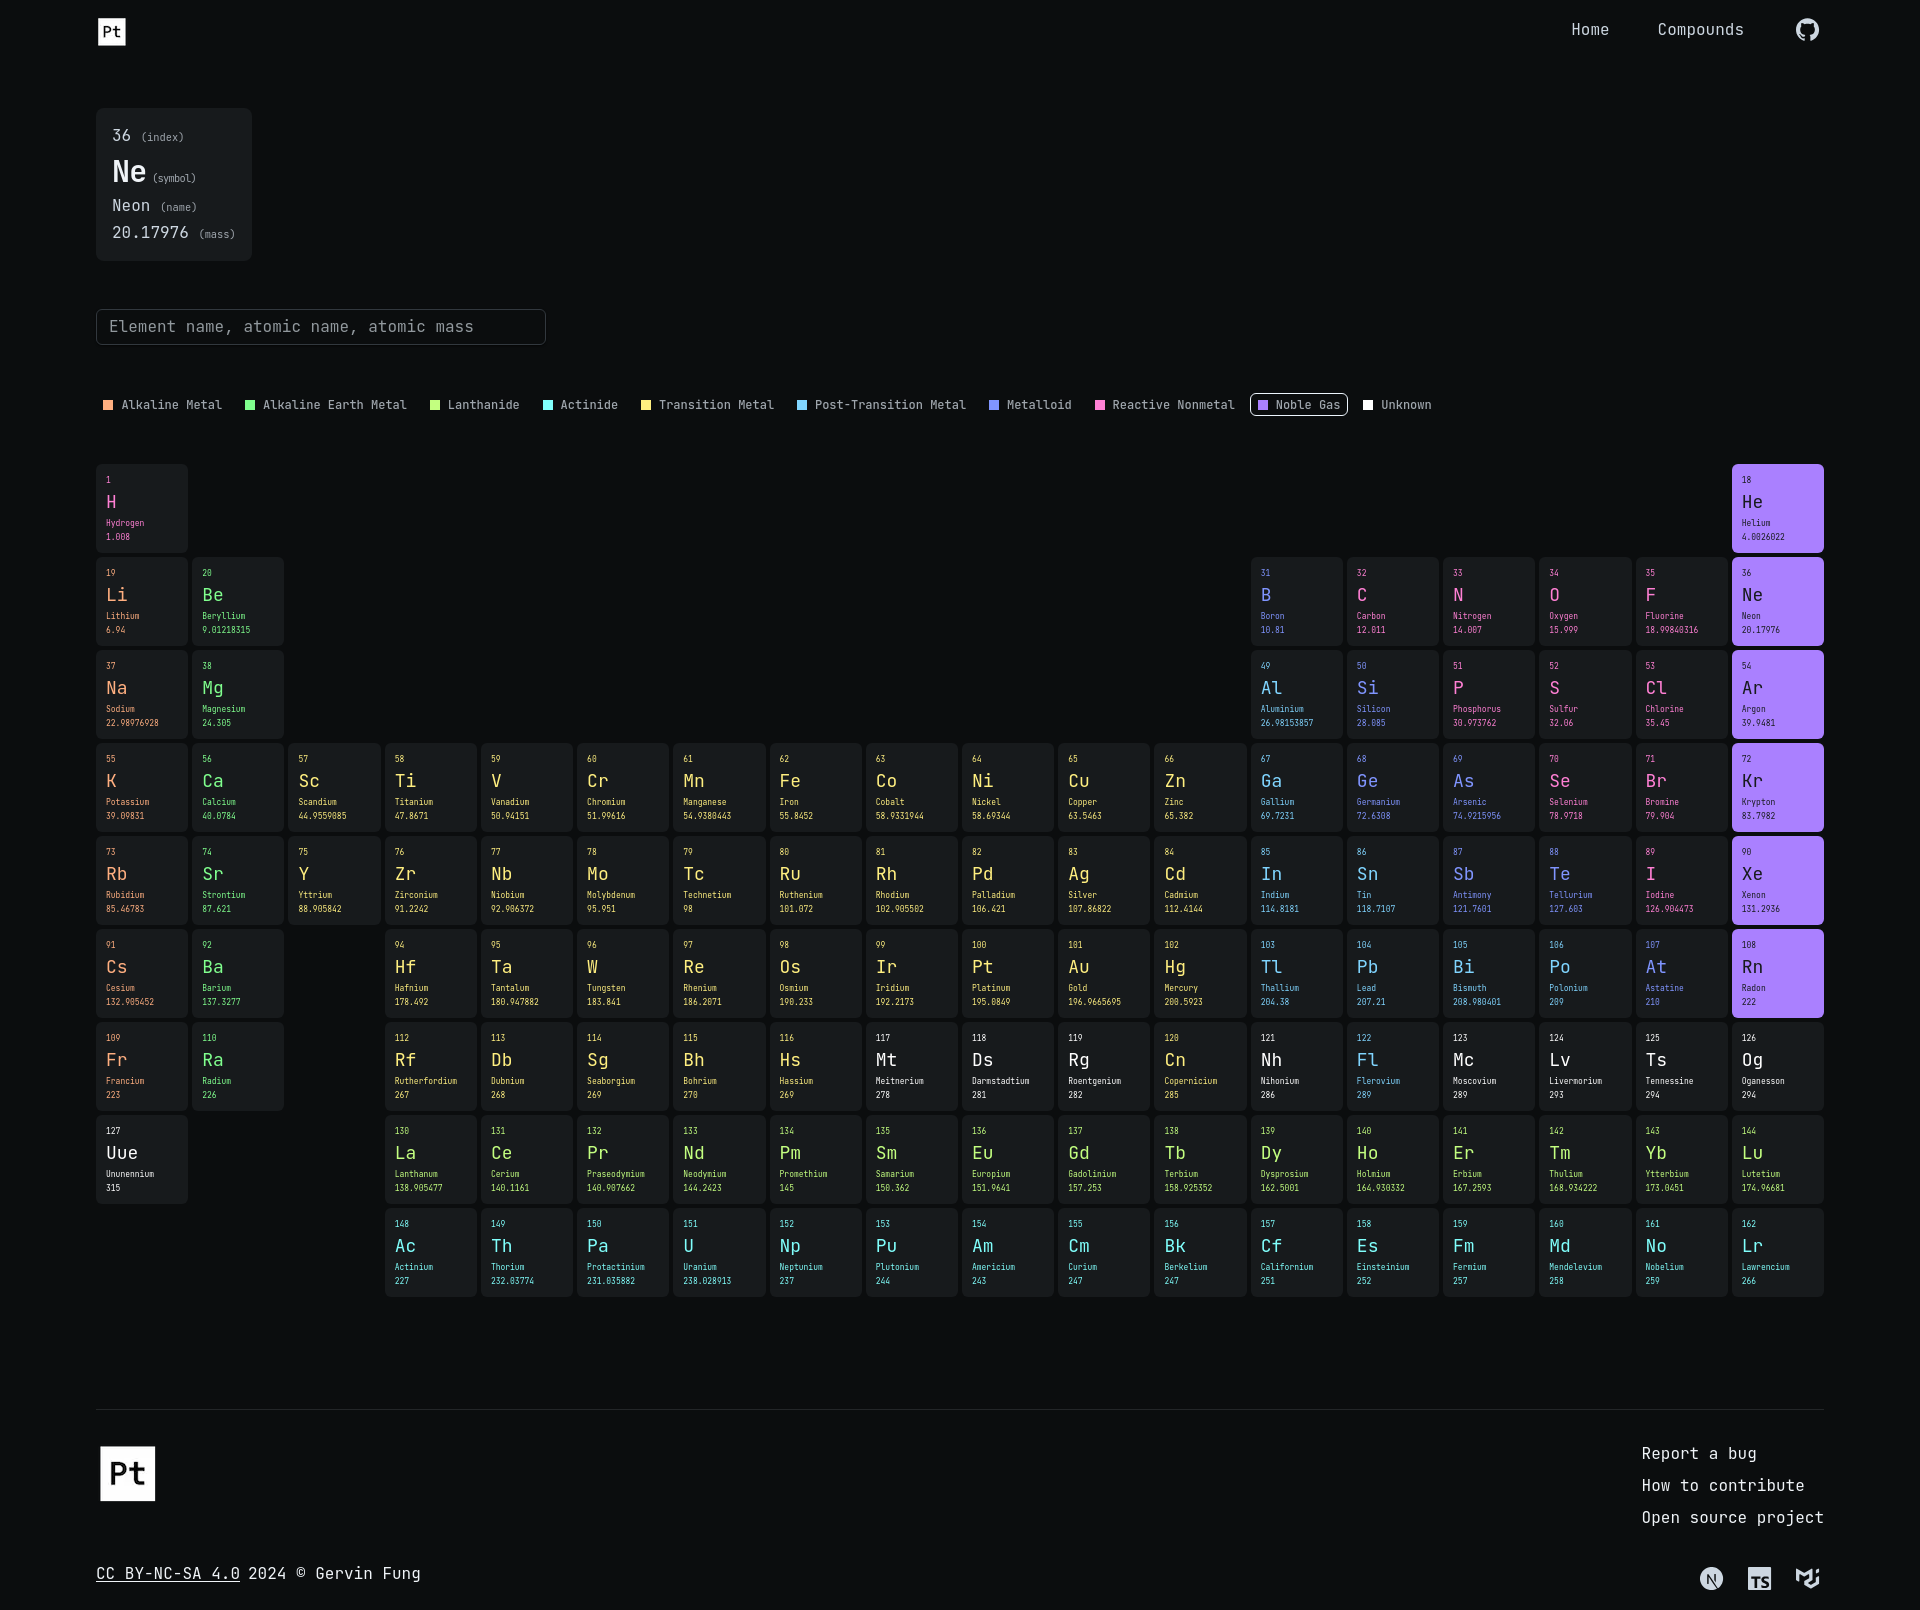 Pt
Home Compounds
36 (index)
Ne (symbol)
Neon (name)
20.17976 (mass)
Element name, atomic name, atomic mass
Alkaline Metal Alkaline Earth Metal Lanthanide Actinide Transition Metal Post-Transition Metal Metalloid Reactive Nonmetal Noble Gas Unknown
1 18
H He
Hydrogen Helium
1.008 4.0026022
19 20 31 32 33 34 35 36
Li Be B C N O F Ne
Lithium Beryllium Boron Carbon Nitrogen Oxygen Fluorine Neon
6.94 9.01218315 10.81 12.011 14.007 15.999 18.99840316 20.17976
37 38 49 50 51 52 53 54
Na Mg Al Si P S Cl Ar
Sodium Magnesium Aluminium Silicon Phosphorus Sulfur Chlorine Argon
22.98976928 24.305 26.98153857 28.085 30.973762 32.06 35.45 39.9481
55 56 57 58 59 60 61 62 63 64 65 66 67 68 69 70 71 72
K Ca Sc Ti V Cr Mn Fe Co Ni Cu Zn Ga Ge As Se Br Kr
Potassium Calcium Scandium Titanium Vanadium Chromium Manganese Iron Cobalt Nickel Copper Zinc Gallium Germanium Arsenic Selenium Bromine Krypton
39.09831 40.0784 44.9559085 47.8671 50.94151 51.99616 54.9380443 55.8452 58.9331944 58.69344 63.5463 65.382 69.7231 72.6308 74.9215956 78.9718 79.904 83.7982
73 74 75 76 77 78 79 80 81 82 83 84 85 86 87 88 89 90
Rb Sr Y Zr Nb Mo Tc Ru Rh Pd Ag Cd In Sn Sb Te I Xe
Rubidium Strontium Yttrium Zirconium Niobium Molybdenum Technetium Ruthenium Rhodium Palladium Silver Cadmium Indium Tin Antimony Tellurium Iodine Xenon
85.46783 87.621 88.905842 91.2242 92.906372 95.951 98 101.072 102.905502 106.421 107.86822 112.4144 114.8181 118.7107 121.7601 127.603 126.904473 131.2936
91 92 94 95 96 97 98 99 100 101 102 103 104 105 106 107 108
Cs Ba Hf Ta W Re Os Ir Pt Au Hg Tl Pb Bi Po At Rn
Cesium Barium Hafnium Tantalum Tungsten Rhenium Osmium Iridium Platinum Gold Mercury Thallium Lead Bismuth Polonium Astatine Radon
132.905452 137.3277 178.492 180.947882 183.841 186.2071 190.233 192.2173 195.0849 196.9665695 200.5923 204.38 207.21 208.980401 209 210 222
109 110 112 113 114 115 116 117 118 119 120 121 122 123 124 125 126
Fr Ra Rf Db Sg Bh Hs Mt Ds Rg Cn Nh Fl Mc Lv Ts Og
Francium Radium Rutherfordium Dubnium Seaborgium Bohrium Hassium Meitnerium Darmstadtium Roentgenium Copernicium Nihonium Flerovium Moscovium Livermorium Tennessine Oganesson
223 226 267 268 269 270 269 278 281 282 285 286 289 289 293 294 294
127 130 131 132 133 134 135 136 137 138 139 140 141 142 143 144
Uue La Ce Pr Nd Pm Sm Eu Gd Tb Dy Ho Er Tm Yb Lu
Ununennium Lanthanum Cerium Praseodymium Neodymium Promethium Samarium Europium Gadolinium Terbium Dysprosium Holmium Erbium Thulium Ytterbium Lutetium
315 138.905477 140.1161 140.907662 144.2423 145 150.362 151.9641 157.253 158.925352 162.5001 164.930332 167.2593 168.934222 173.0451 174.96681
148 149 150 151 152 153 154 155 156 157 158 159 160 161 162
Ac Th Pa U Np Pu Am Cm Bk Cf Es Fm Md No Lr
Actinium Thorium Protactinium Uranium Neptunium Plutonium Americium Curium Berkelium Californium Einsteinium Fermium Mendelevium Nobelium Lawrencium
227 232.03774 231.035882 238.028913 237 244 243 247 247 251 252 257 258 259 266
Pt
Report a bug
How to contribute
Open source project
CC BY-NC-SA 4.0 2024 © Gervin Fung
N TS